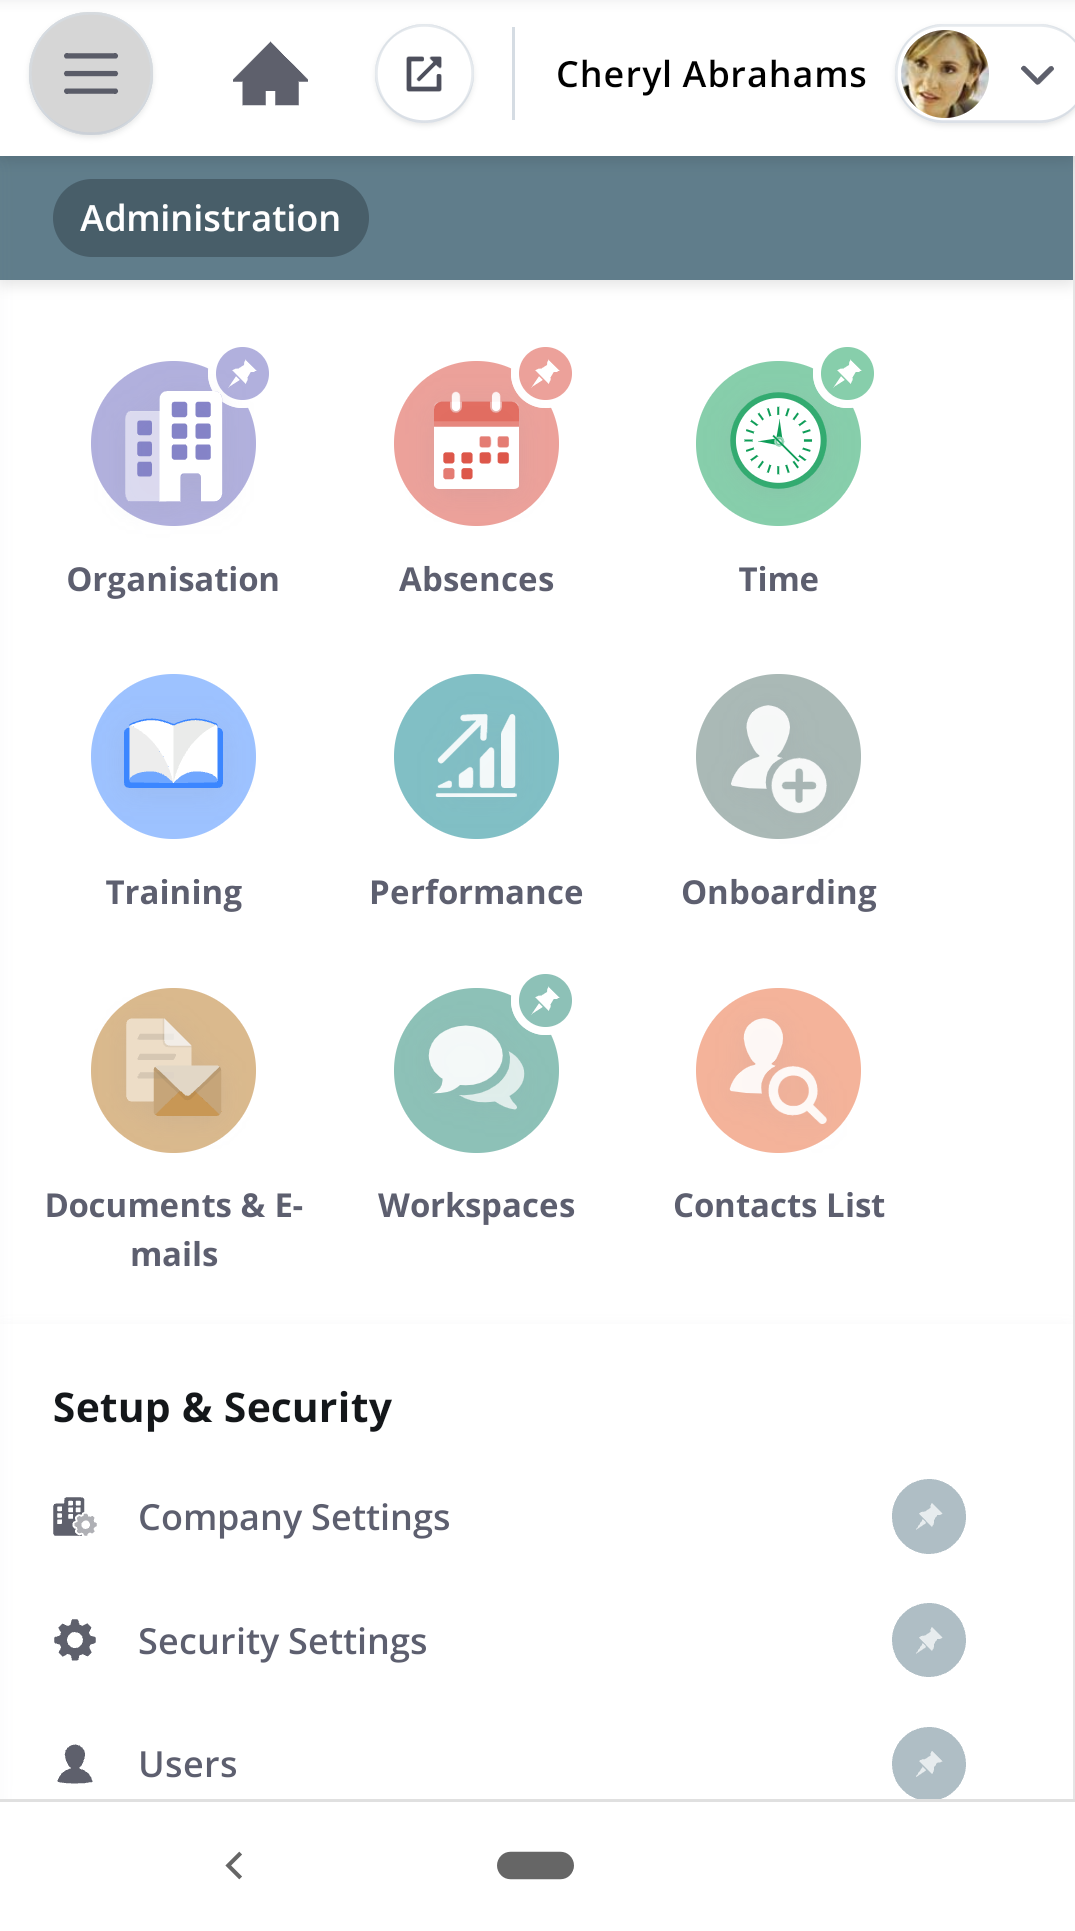 Cheryl Abrahams
Administration
Organisation
Absences
Time
Training
Performance
Onboarding
Documents & E-
mails
Workspaces
Contacts List
Setup & Security
Company Settings
Security Settings
Users